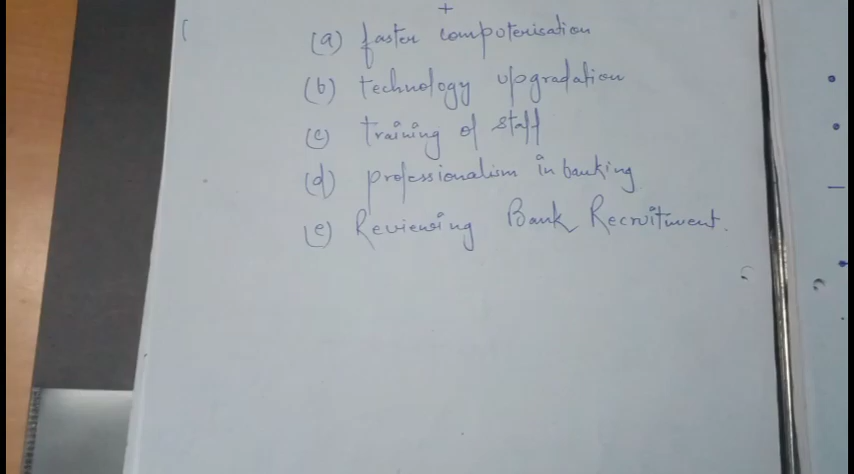 (a) faster computerisation
(b) technology upgradation
(c) training of staff
(d) professionalism in banking
(e) Reviewing Bank Recruitment.